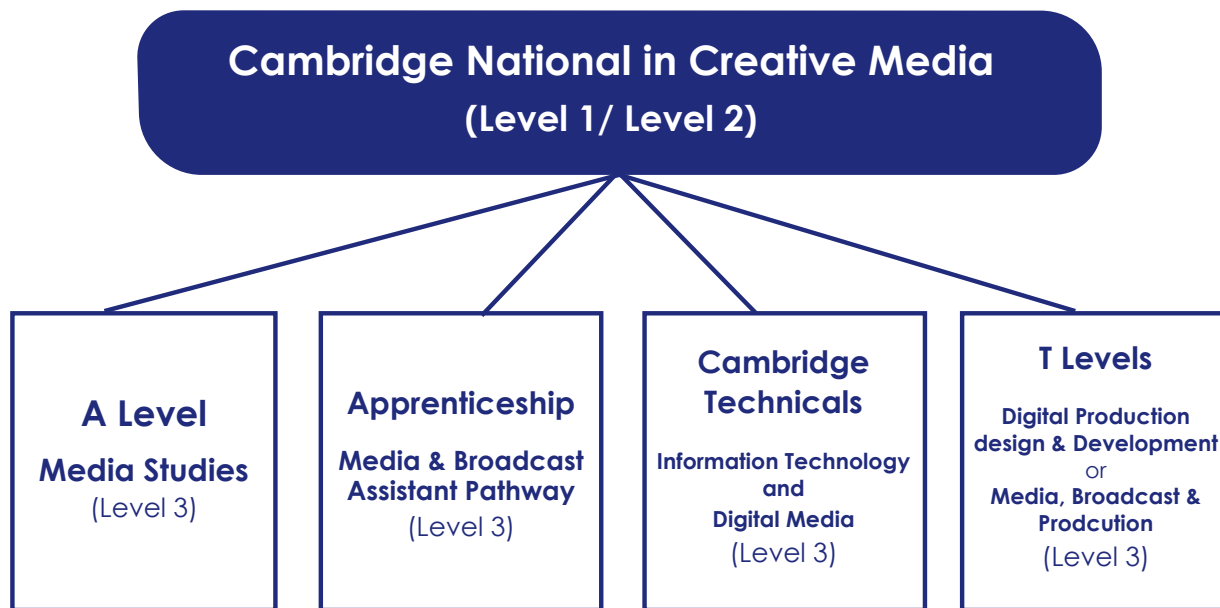 Cambridge National in Creative Media
(Level 1/ Level 2)
A Level
Media Studies
(Level 3)
Apprenticeship
Media & Broadcast
Assistant Pathway
(Level 3)
Cambridge
Technicals
Information Technology
and
Digital Media
(Level 3)
T Levels
Digital Production
design & Development
or
Media, Broadcast &
Prodcution
(Level 3)